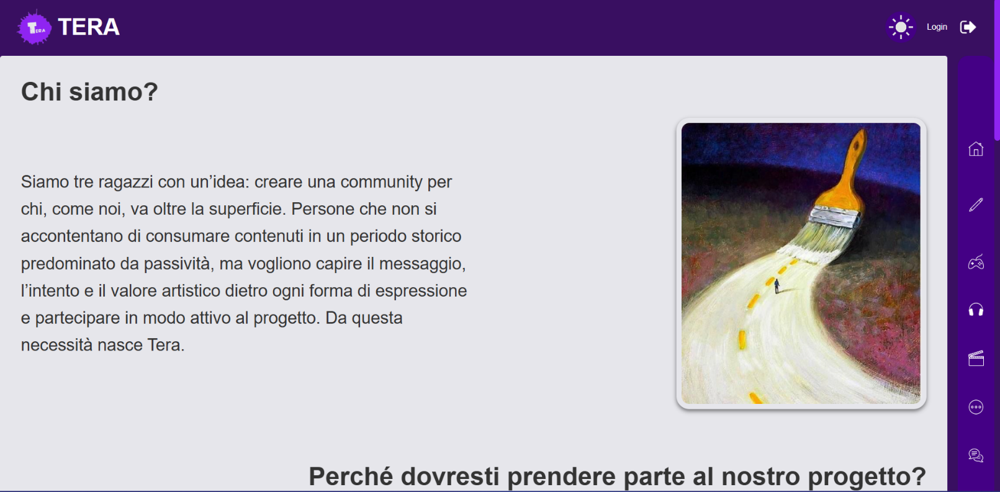 TERA
TERA
Login
Chi siamo?
Siamo tre ragazzi con un’idea: creare una community per
chi, come noi, va oltre la superficie. Persone che non si
accontentano di consumare contenuti in un periodo storico
predominato da passività, ma vogliono capire il messaggio,
l’intento e il valore artistico dietro ogni forma di espressione
e partecipare in modo attivo al progetto. Da questa
necessità nasce Tera.
Perché dovresti prendere parte al nostro progetto?